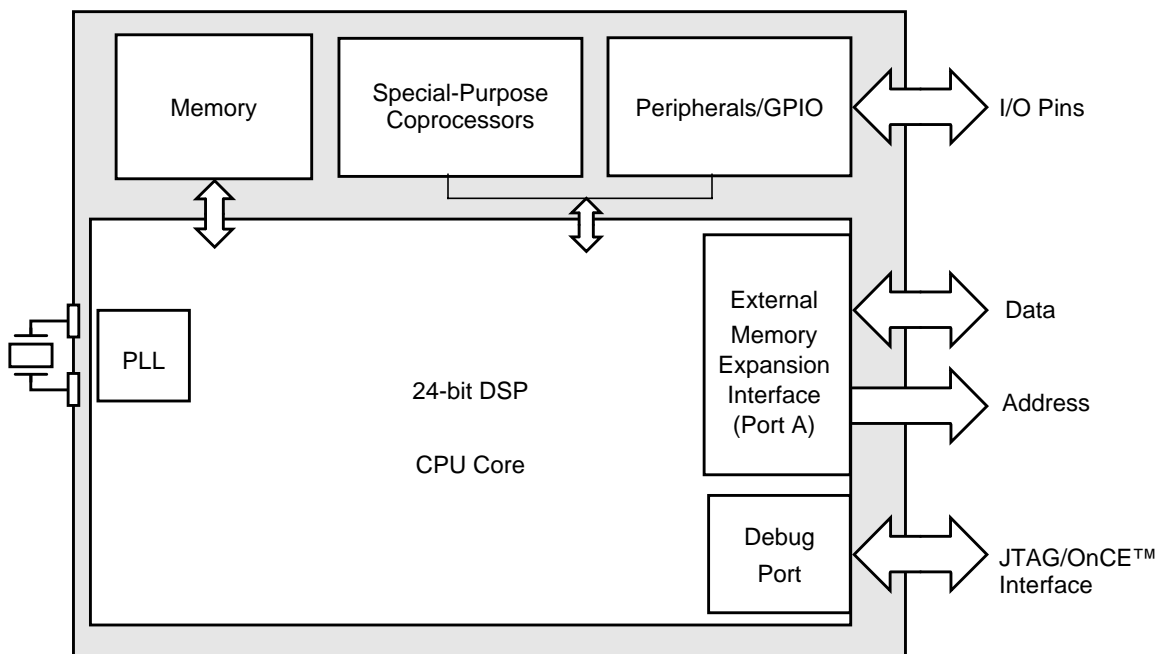 Memory
Special-Purpose
Coprocessors
Peripherals/GPIO
I/O Pins
PLL
24-bit DSP
CPU Core
External
Memory
Expansion
Interface
(Port A)
Data
Address
Debug
Port
JTAG/OnCE™
Interface